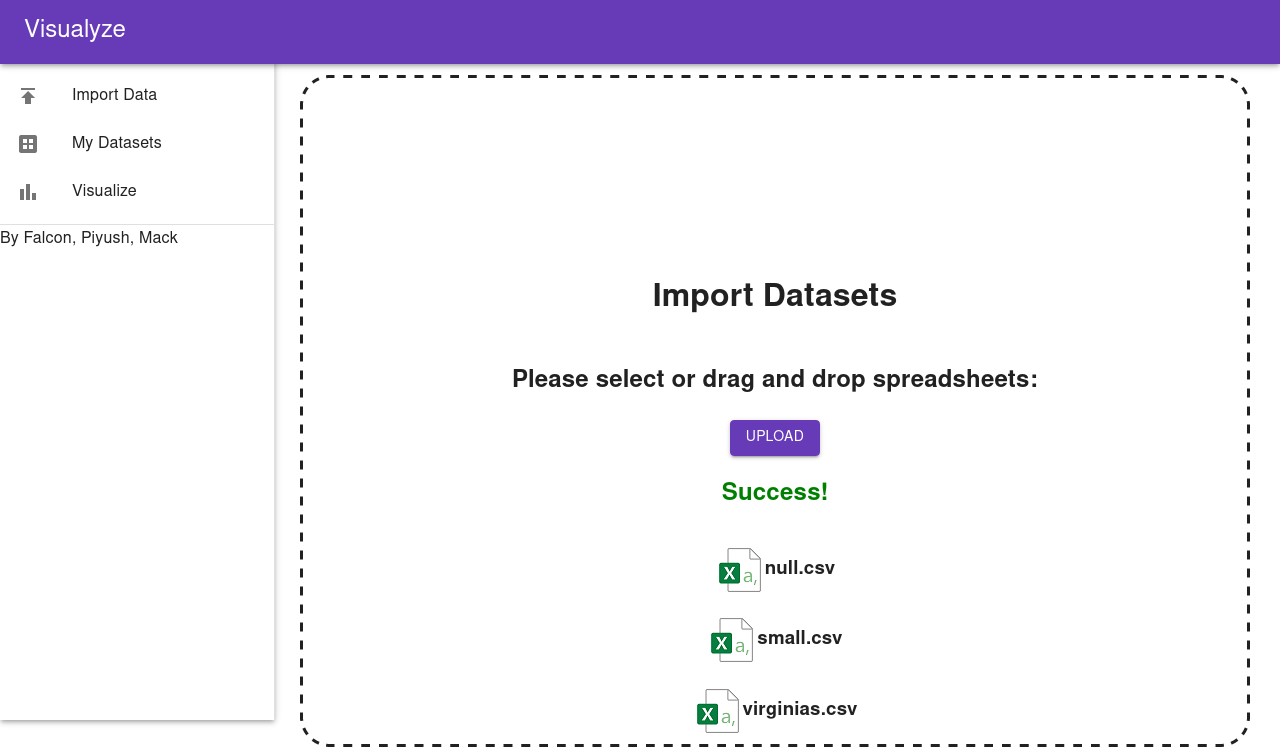 Visualyze
Import Data
My Datasets
Visualize
By Falcon, Piyush, Mack
Import Datasets
Please select or drag and drop spreadsheets:
UPLOAD
Success!
X a, null.csv
X a, small.csv
X a, virginias.csv